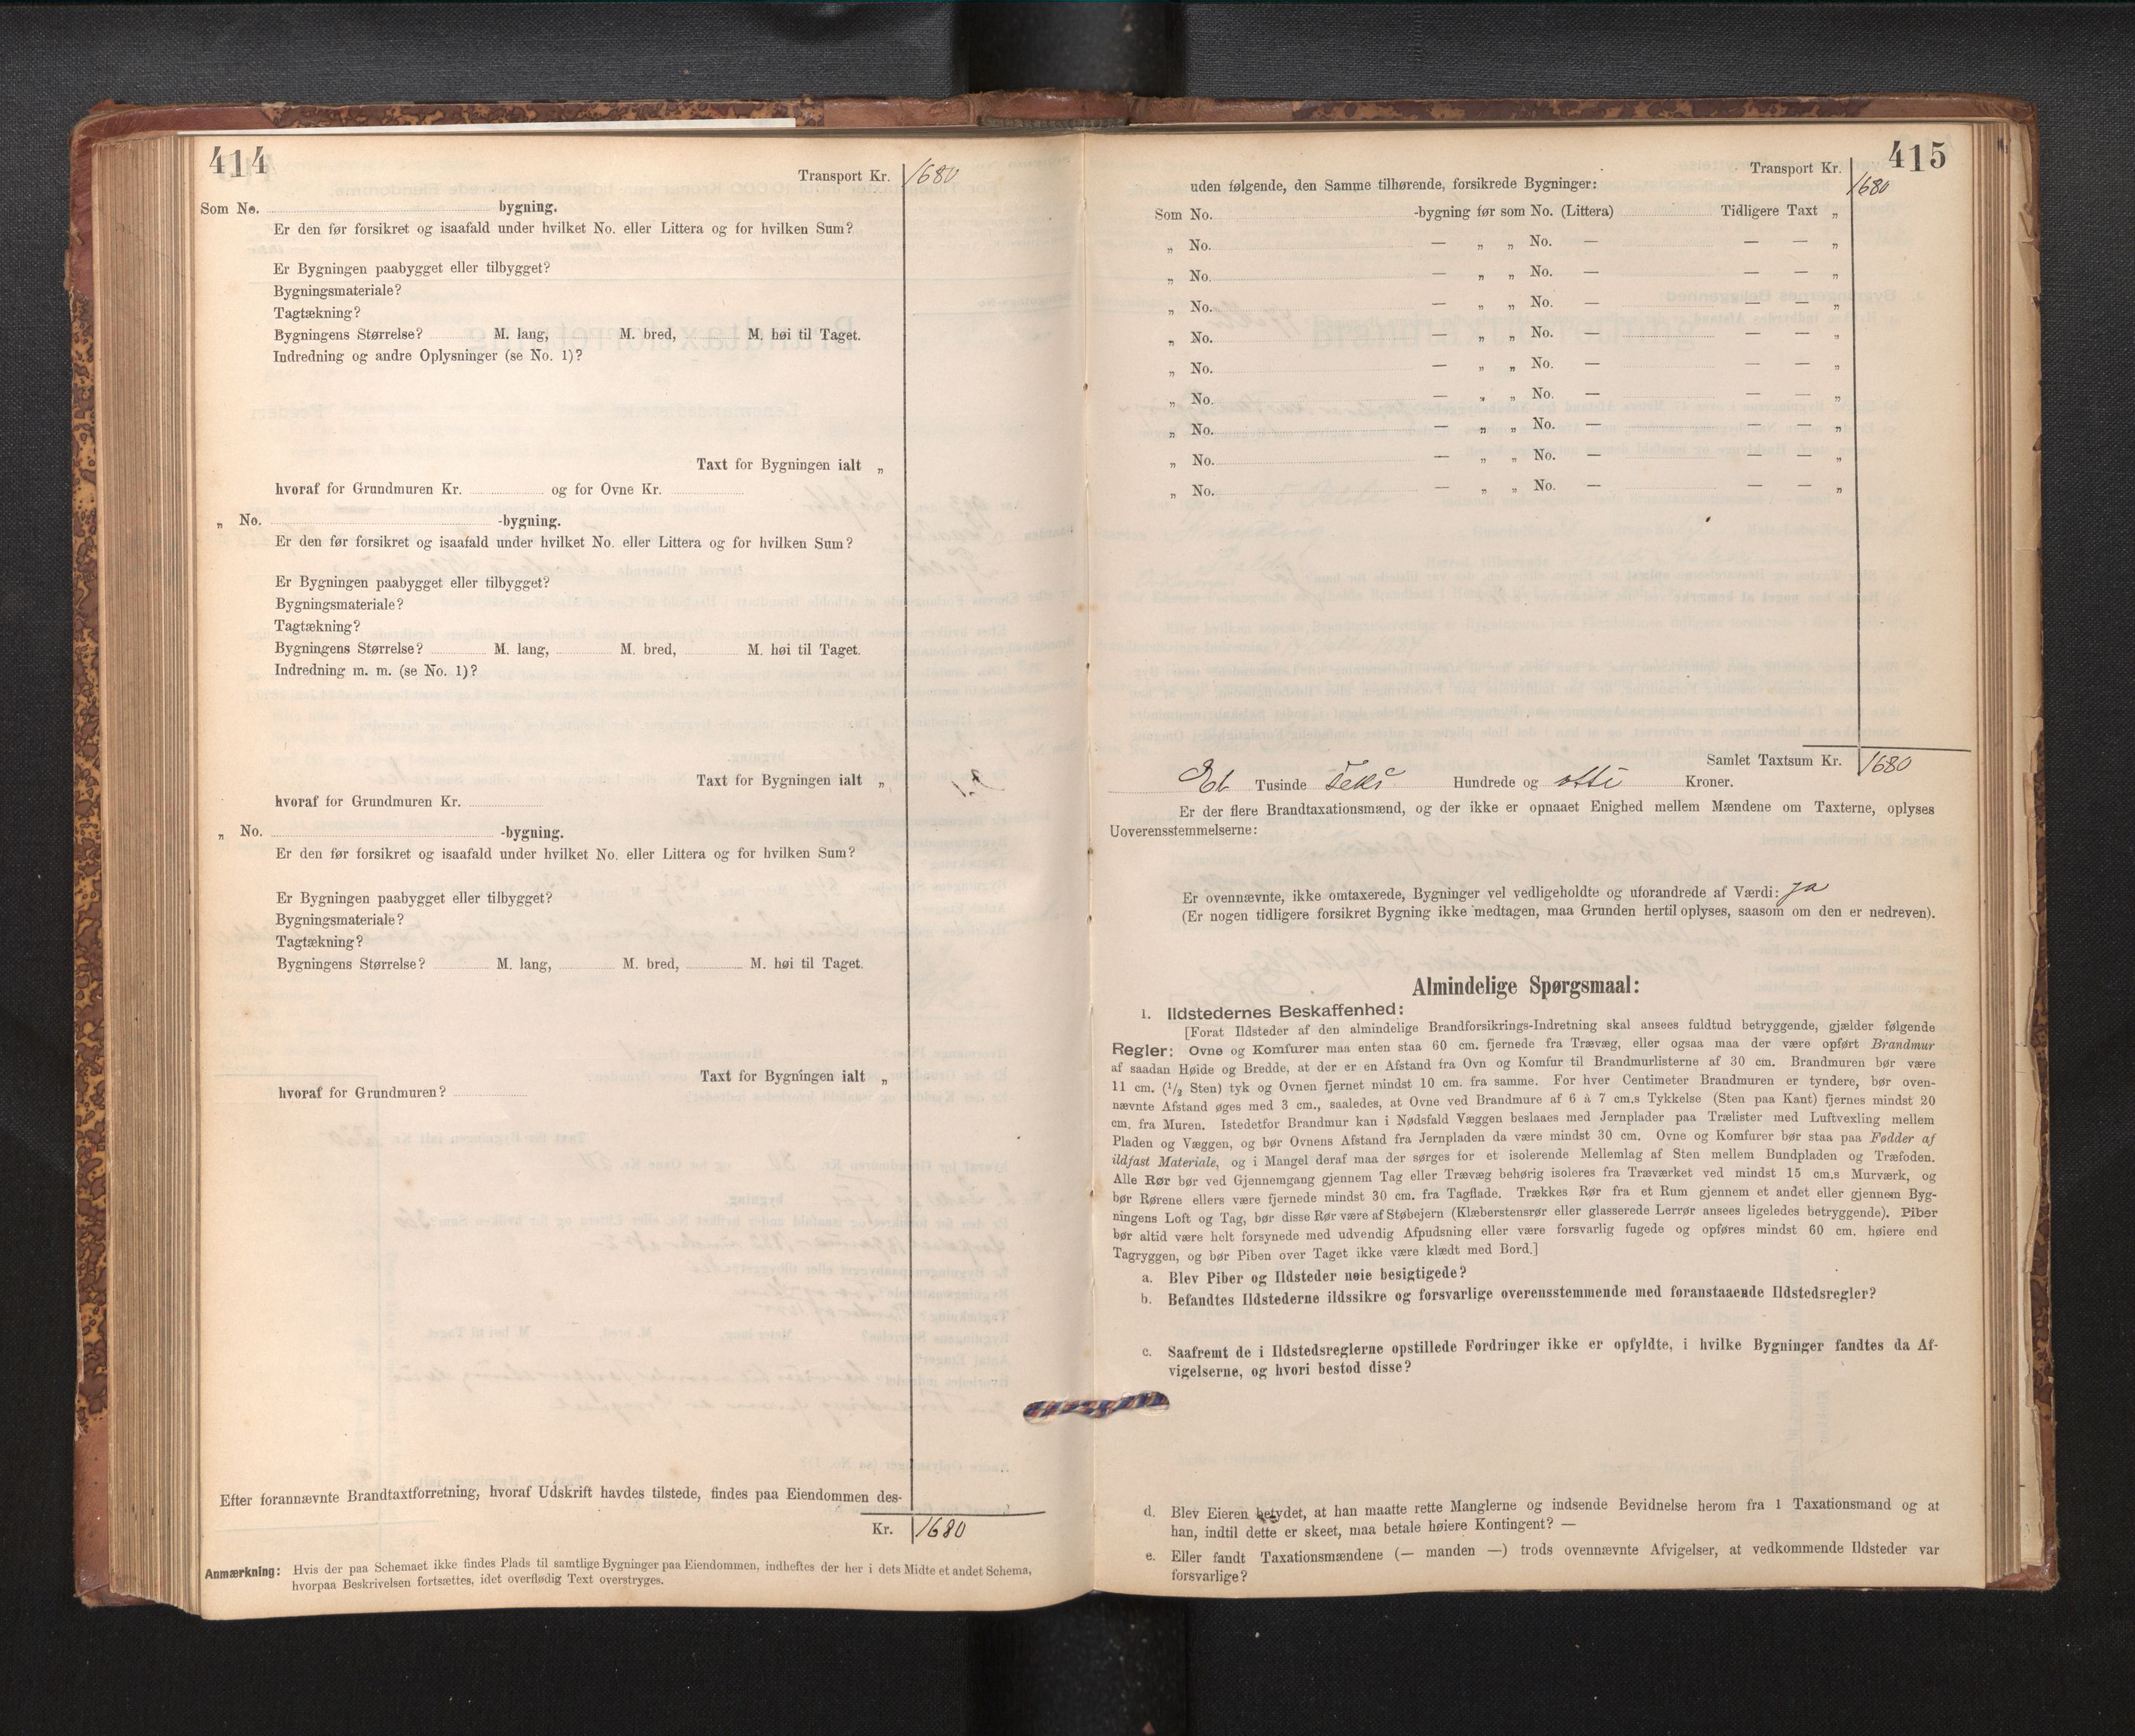 414
Transport Kr. 1680
Som No. bygning.
Er den før forsikret og isaafald under hvilket No. eller Littera og for hvilken Sum?
Er Bygningen paabygget eller tilbygget?
Bygningsmateriale?
Tagtækning?
Bygningens Størrelse? M. lang, M. bred, M. høi til Taget.
Indredning og andre Oplysninger (se No. 1)?
Taxt for Bygningen ialt „
hvoraf for Grundmuren Kr. og for Ovne Kr.
„ No. -bygning.
Er den før forsikret og isaafald under hvilket No. eller Littera og for hvilken Sum?
Er Bygningen paabygget eller tilbygget?
Bygningsmateriale?
Tagtækning?
Bygningens Størrelse? M. lang, M. bred, M. høi til Taget.
Indredning m. m. (se No. 1)?
Taxt for Bygningen ialt „
hvoraf for Grundmuren Kr.
„ No. -bygning.
Er den før forsikret og isaafald under hvilket No. eller Littera og for hvilken Sum?
Er Bygningen paabygget eller tilbygget?
Bygningsmateriale?
Tagtækning?
Bygningens Størrelse? M. lang, M. bred, M. høi til Taget.
Taxt for Bygningen ialt „
hvoraf for Grundmuren?
Efter forannævnte Brandtaxtforretning, hvoraf Udskrift havdes tilstede, findes paa Eiendommen des-
Kr. 1680
Anmærkning: Hvis der paa Schemaet ikke findes Plads til samtlige Bygninger paa Eiendommen, indheftes der her i dets Midte et andet Schema,
hvorpaa Beskrivelsen fortsættes, idet overflødig Text overstryges.
415
Transport Kr. 1680
uden følgende, den Samme tilhørende, forsikrede Bygninger:
Som No. -bygning før som No. (Littera) Tidligere Taxt „
„ No. — „ „ No. — — — „
„ No. — „ „ No. — — — „
„ No. — „ „ No. — — — „
„ No. — „ „ No. — — — „
„ No. — „ „ No. — — — „
„ No. — „ „ No. — — — „
„ No. — „ „ No. — — — „
„ No. — „ „ No. — — — „
„ No. — „ „ No. — — — „
Samlet Taxtsum Kr. 1680
Et Tusinde seks Hundrede og otti Kroner.
Er der flere Brandtaxationsmænd, og der ikke er opnaaet Enighed mellem Mændene om Taxterne, oplyses
Uoverensstemmelserne:
Er ovennævnte, ikke omtaxerede, Bygninger vel vedligeholdte og uforandrede af Værdi: ja
(Er nogen tidligere forsikret Bygning ikke medtagen, maa Grunden hertil oplyses, saasom om den er nedreven).
Almindelige Spørgsmaal:
1. Ildstedernes Beskaffenhed:
[Forat Ildsteder af den almindelige Brandforsikrings-Indretning skal ansees fuldtud betryggende, gjælder følgende
Regler: Ovne og Komfurer maa enten staa 60 cm. fjernede fra Trævæg, eller ogsaa maa der være opført Brandmur
af saadan Høide og Bredde, at der er en Afstand fra Ovn og Komfur til Brandmurlisterne af 30 cm. Brandmuren bør være
11 cm. (1/2 Sten) tyk og Ovnen fjernet mindst 10 cm. fra samme. For hver Centimeter Brandmuren er tyndere, bør oven-
nævnte Afstand øges med 3 cm., saaledes, at Ovne ved Brandmure af 6 à 7 cm.s Tykkelse (Sten paa Kant) fjernes mindst 20
cm. fra Muren. Istedetfor Brandmur kan i Nødsfald Væggen beslaaes med Jernplader paa Trælister med Luftvexling mellem
Pladen og Væggen, og bør Ovnens Afstand fra Jernpladen da være mindst 30 cm. Ovne og Komfurer bør staa paa Fødder af
ildfast Materiale, og i Mangel deraf maa der sørges for et isolerende Mellemlag af Sten mellem Bundpladen og Træfoden.
Alle Rør bør ved Gjennemgang gjennem Tag eller Trævæg behørig isoleres fra Træværket ved mindst 15 cm.s Murværk, og
bør Rørene ellers være fjernede mindst 30 cm. fra Tagflade. Trækkes Rør fra et Rum gjennem et andet eller gjennem Byg-
ningens Loft og Tag, bør disse Rør være af Støbejern (Klæberstensrør eller glasserede Lerrør ansees ligeledes betryggende). Piber
bør altid være helt forsynede med udvendig Afpudsning eller være forsvarlig fugede og opføres mindst 60 cm. høiere end
Tagryggen, og bør Piben over Taget ikke være klædt med Bord.]
a. Blev Piber og Ildsteder nøie besigtigede?
b. Befandtes Ildstederne ildssikre og forsvarlige overensstemmende med foranstaaende Ildstedsregler?
c. Saafremt de i Ildstedsreglerne opstillede Fordringer ikke er opfyldte, i hvilke Bygninger fandtes da Af-
vigelserne, og hvori bestod disse?
d. Blev Eieren betydet, at han maatte rette Manglerne og indsende Bevidnelse herom fra 1 Taxationsmand og at
han, indtil dette er skeet, maa betale høiere Kontingent? —
e. Eller fandt Taxationsmændene (— manden —) trods ovennævnte Afvigelser, at vedkommende Ildsteder var
forsvarlige?